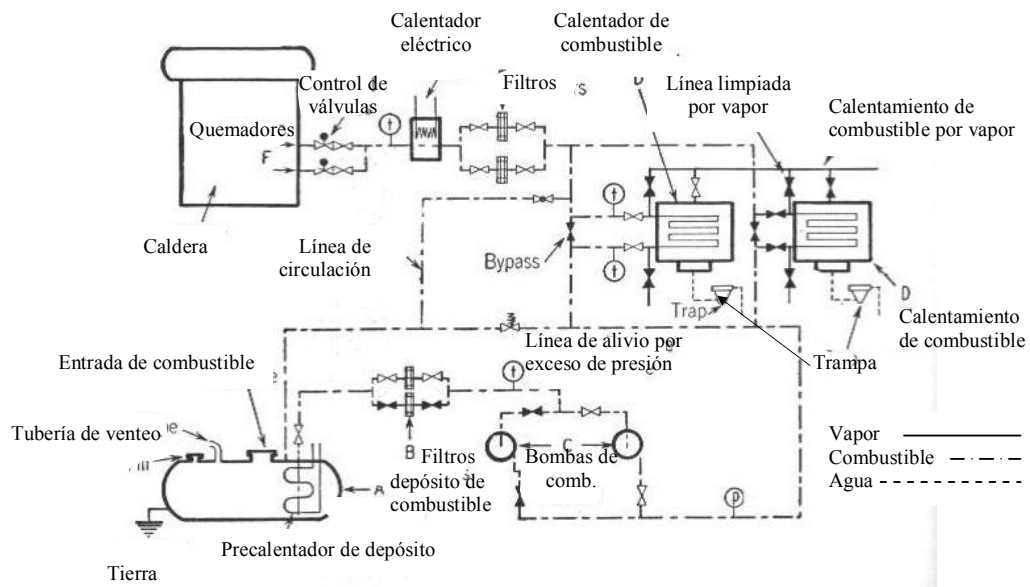 Calentador
eléctrico
Calentador de
combustible
Control de
válvulas
Filtros
Línea limpiada
por vapor
Calentamiento de
combustible por vapor
Quemadores
F
t
t
t
Caldera
Línea de
circulación
Bypass
Trap
D
Calentamiento
de combustible
Trampa
Línea de alivio por
exceso de presión
Entrada de combustible
t
Tubería de venteo
B
C
A
Filtros
depósito de
combustible
Bombas de
comb.
P
Precalentador de depósito
Tierra
Vapor
Combustible
Agua